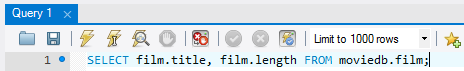 Query 1
Limit to 1000 rows
1 SELECT film.title, film.length FROM moviedb.film;